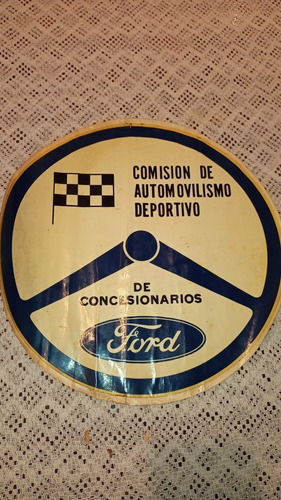 COMISION DE
AUTOMOVILISMO
DEPORTIVO
DE
CONCESIONARIOS
Ford